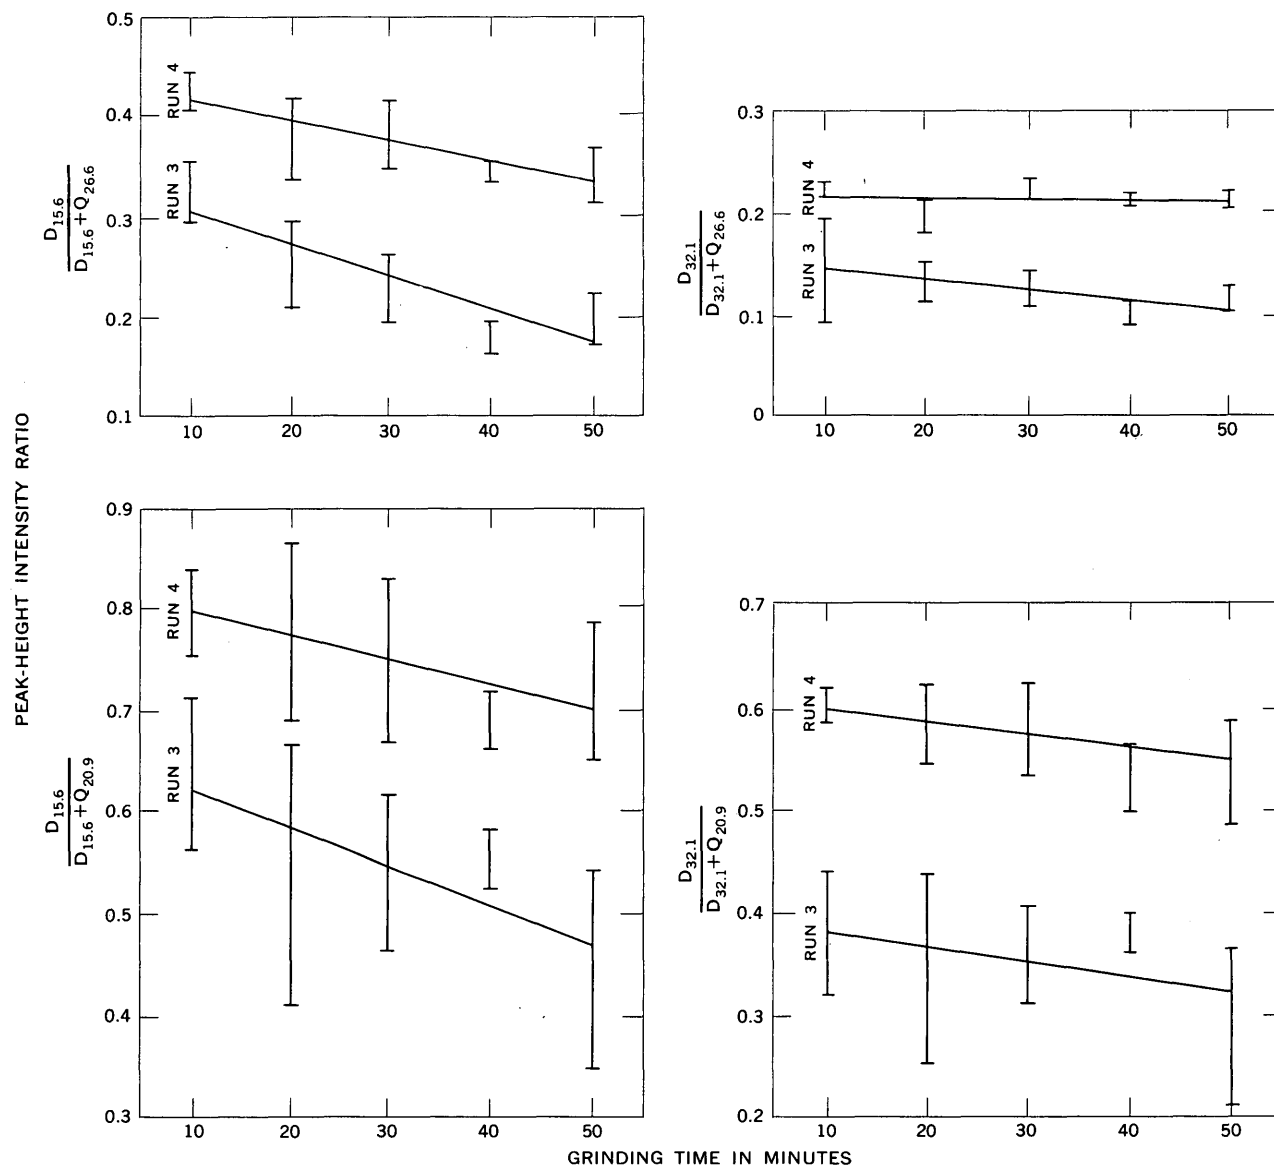 PEAK-HEIGHT INTENSITY RATIO
D15.6
D15.6+Q26.6
0.5
0.4
0.3
0.2
0.1
RUN 4
RUN 3
10 20 30 40 50
D32.1
D32.1+Q26.6
0.3
0.2
0.1
0
RUN 4
RUN 3
10 20 30 40 50
D15.6
D15.6+Q20.9
0.9
0.8
0.7
0.6
0.5
0.4
0.3
RUN 4
RUN 3
10 20 30 40 50
D32.1
D32.1+Q20.9
0.7
0.6
0.5
0.4
0.3
0.2
RUN 4
RUN 3
10 20 30 40 50
GRINDING TIME IN MINUTES